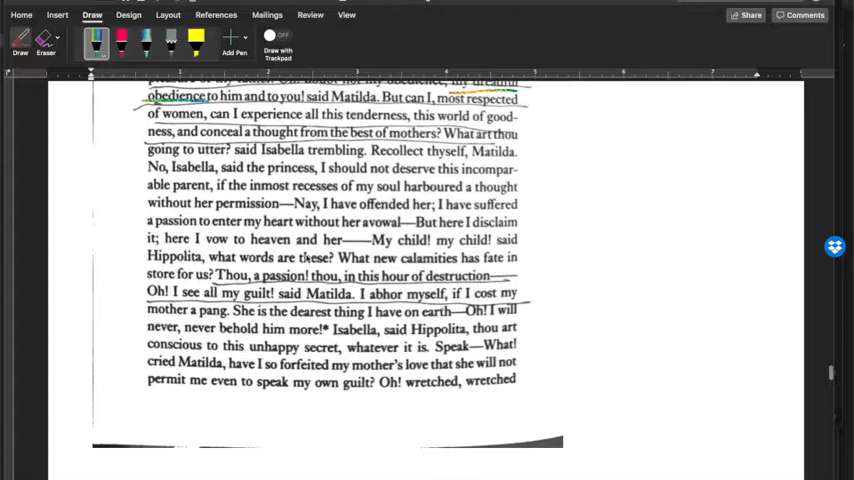 Home Insert Draw Design Layout References Mailings Review View Share Comments
Draw Eraser Add Pen Draw with
Trackpad OFF
1 2 3 4 5 6 7
my dreadful
obedience to him and to you! said Matilda. But can I, most respected
of women, can I experience all this tenderness, this world of good-
ness, and conceal a thought from the best of mothers? What art thou
going to utter? said Isabella trembling. Recollect thyself, Matilda.
No, Isabella, said the princess, I should not deserve this incompar-
able parent, if the inmost recesses of my soul harboured a thought
without her permission—Nay, I have offended her; I have suffered
a passion to enter my heart without her avowal—But here I disclaim
it; here I vow to heaven and her——My child! my child! said
Hippolita, what words are these? What new calamities has fate in
store for us? Thou, a passion! thou, in this hour of destruction——
Oh! I see all my guilt! said Matilda. I abhor myself, if I cost my
mother a pang. She is the dearest thing I have on earth—Oh! I will
never, never behold him more!* Isabella, said Hippolita, thou art
conscious to this unhappy secret, whatever it is. Speak—What!
cried Matilda, have I so forfeited my mother's love that she will not
permit me even to speak my own guilt? Oh! wretched, wretched